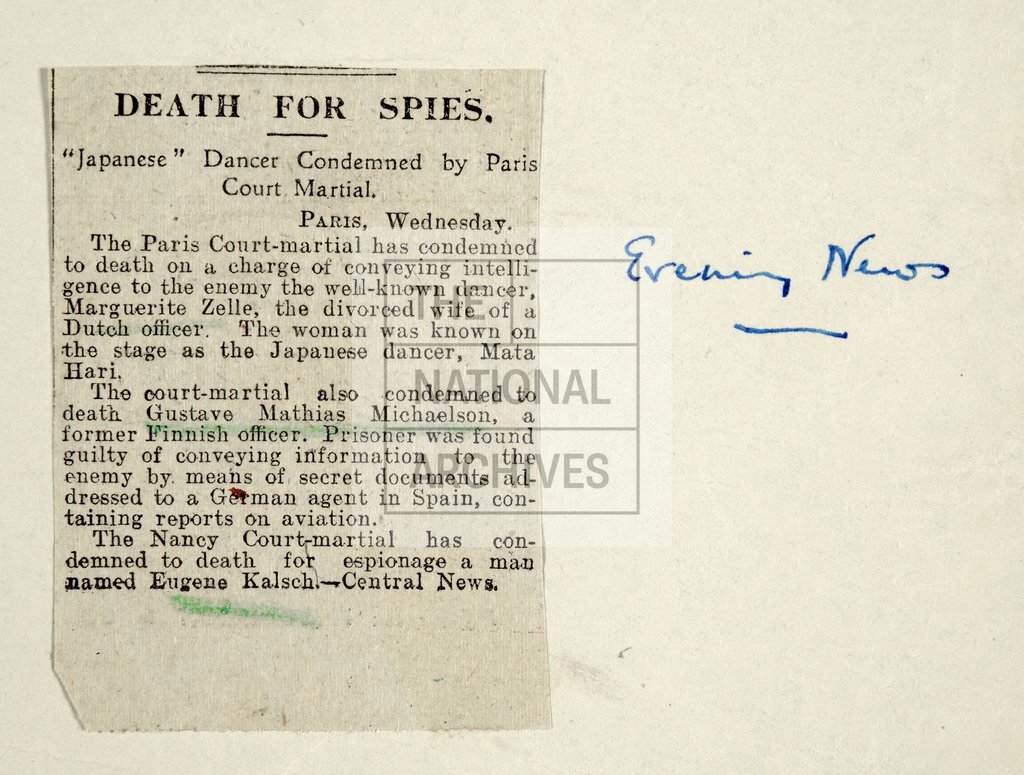 DEATH FOR SPIES.
"Japanese" Dancer Condemned by Paris
Court Martial.
PARIS, Wednesday.
The Paris Court-martial has condemned
to death on a charge of conveying intelli-
gence to the enemy the well-known dancer,
Marguerite Zelle, the divorced wife of a
Dutch officer. The woman was known on
the stage as the Japanese dancer, Mata
Hari.
The court-martial also condemned to
death Gustave Mathias Michaelson, a
former Finnish officer. Prisoner was found
guilty of conveying information to the
enemy by means of secret documents ad-
dressed to a German agent in Spain, con-
taining reports on aviation.
The Nancy Court-martial has con-
demned to death for espionage a man
named Eugene Kalsch.—Central News.
Evening News
THE
NATIONAL
ARCHIVES